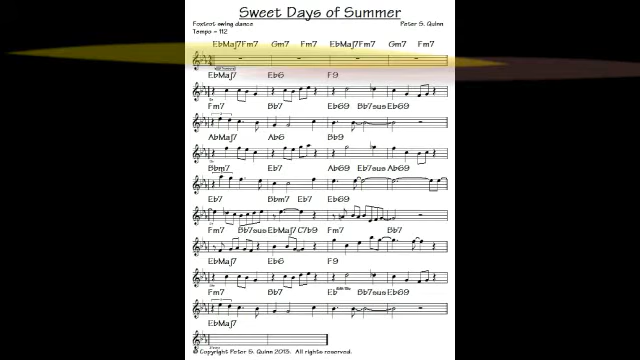 Sweet Days of Summer
Foxtrot swing dance Peter S. Quinn
Tempo = 112
EbMaj7 Fm7 Gm7 Fm7 EbMaj7 Fm7 Gm7 Fm7
EbMaj7 Eb6 F9
Fm7 Bb7 Eb69 Bb7sus Eb69
AbMaj7 Ab6 Bb9
Bbm7 Eb7 Ab69 Eb7sus Ab69
Eb7 Bbm7 Eb7 Fm7
Fm7 Bb7sus EbMaj7 C7b9 Fm7 Bb7
EbMaj7 Eb6 F9
Fm7 Bb7 Eb Bb7sus Eb69
EbMaj7
© Copyright Peter S. Quinn 2015. All rights reserved.